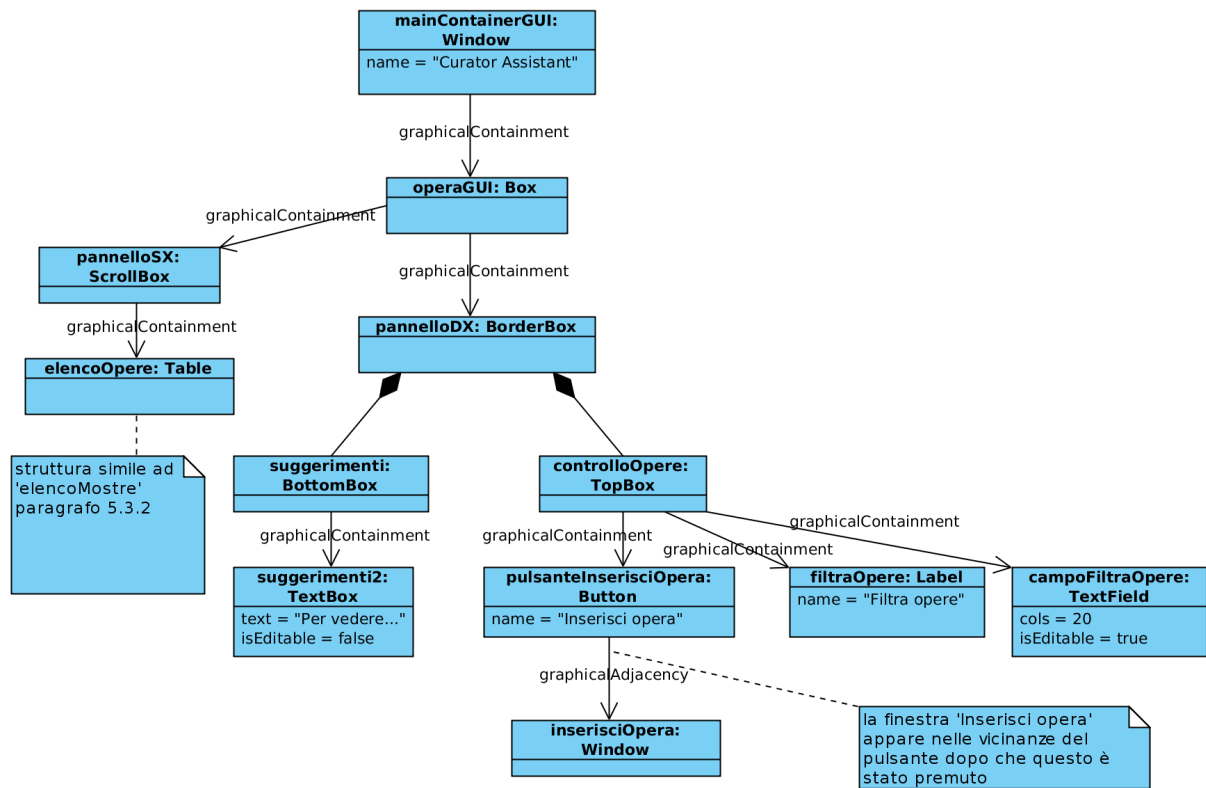 mainContainerGUI:
Window
name = "Curator Assistant"
graphicalContainment
operaGUI: Box
graphicalContainment
graphicalContainment
pannelloSX:
ScrollBox
graphicalContainment
pannelloDX: BorderBox
elencoOpere: Table
struttura simile ad
'elencoMostre'
paragrafo 5.3.2
suggerimenti:
BottomBox
controlloOpere:
TopBox
graphicalContainment
graphicalContainment
graphicalContainment
graphicalContainment
suggerimenti2:
TextBox
text = "Per vedere..."
isEditable = false
pulsanteInserisciOpera:
Button
name = "Inserisci opera"
filtraOpere: Label
name = "Filtra opere"
campoFiltraOpere:
TextField
cols = 20
isEditable = true
graphicalAdjacency
inserisciOpera:
Window
la finestra 'Inserisci opera'
appare nelle vicinanze del
pulsante dopo che questo è
stato premuto